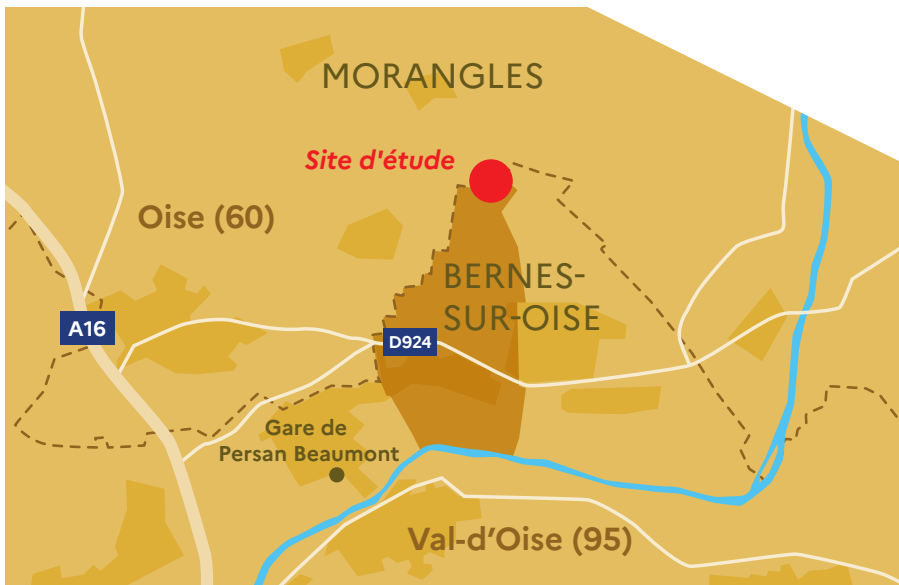 MORANGLES
Site d'étude
Oise (60)
BERNES-
SUR-OISE
A16
D924
Gare de
Persan Beaumont
Val-d'Oise (95)